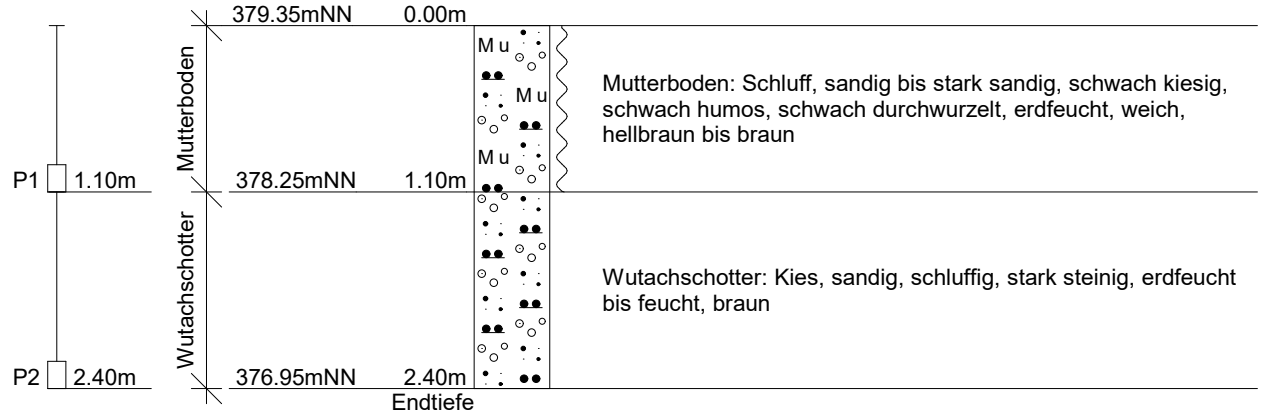 379.35mNN 0.00m
Mutterboden
Mu
Mu
Mu
Mutterboden: Schluff, sandig bis stark sandig, schwach kiesig,
schwach humos, schwach durchwurzelt, erdfeucht, weich,
hellbraun bis braun
P1 1.10m
378.25mNN 1.10m
Wutachschotter
Wutachschotter: Kies, sandig, schluffig, stark steinig, erdfeucht
bis feucht, braun
P2 2.40m
376.95mNN 2.40m
Endtiefe